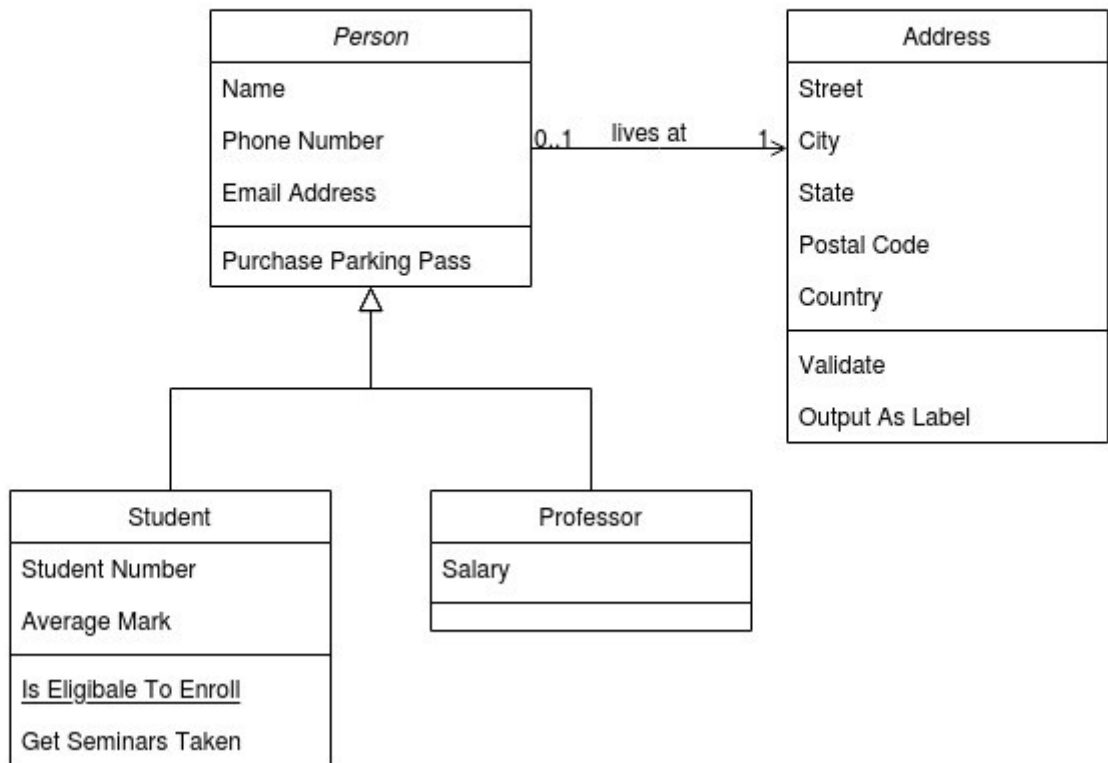 Person
Name
Phone Number
Email Address
Purchase Parking Pass
0..1 lives at 1
Address
Street
City
State
Postal Code
Country
Validate
Output As Label
Student
Student Number
Average Mark
Is Eligibale To Enroll
Get Seminars Taken
Professor
Salary